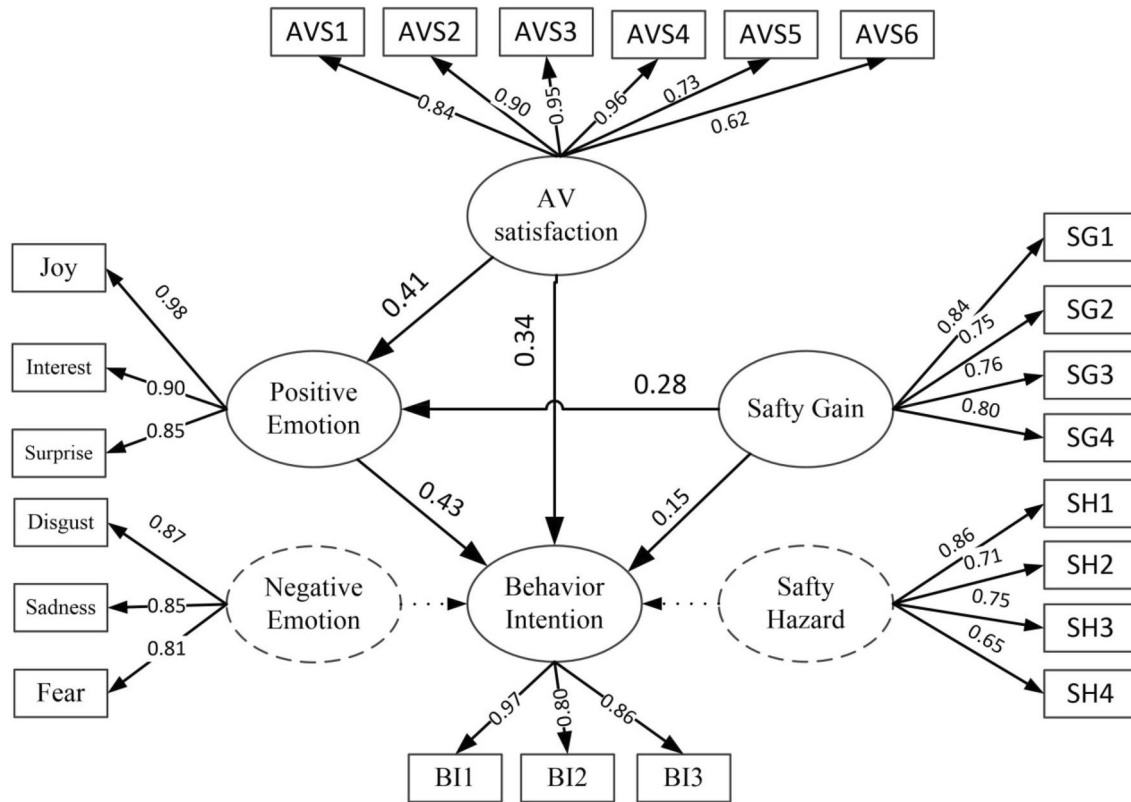 AVS1
AVS2
AVS3
AVS4
AVS5
AVS6
0.84
0.90
0.95
0.96
0.73
0.62
AV
satisfaction
Joy
Interest
Surprise
0.98
0.90
0.85
0.41
0.34
Positive
Emotion
0.28
Safty Gain
0.84
0.75
0.76
0.80
SG1
SG2
SG3
SG4
0.43
0.15
Disgust
Sadness
Fear
0.87
0.85
0.81
Negative
Emotion
Behavior
Intention
Safty
Hazard
0.86
0.71
0.75
0.65
SH1
SH2
SH3
SH4
0.97
0.80
0.86
BI1
BI2
BI3